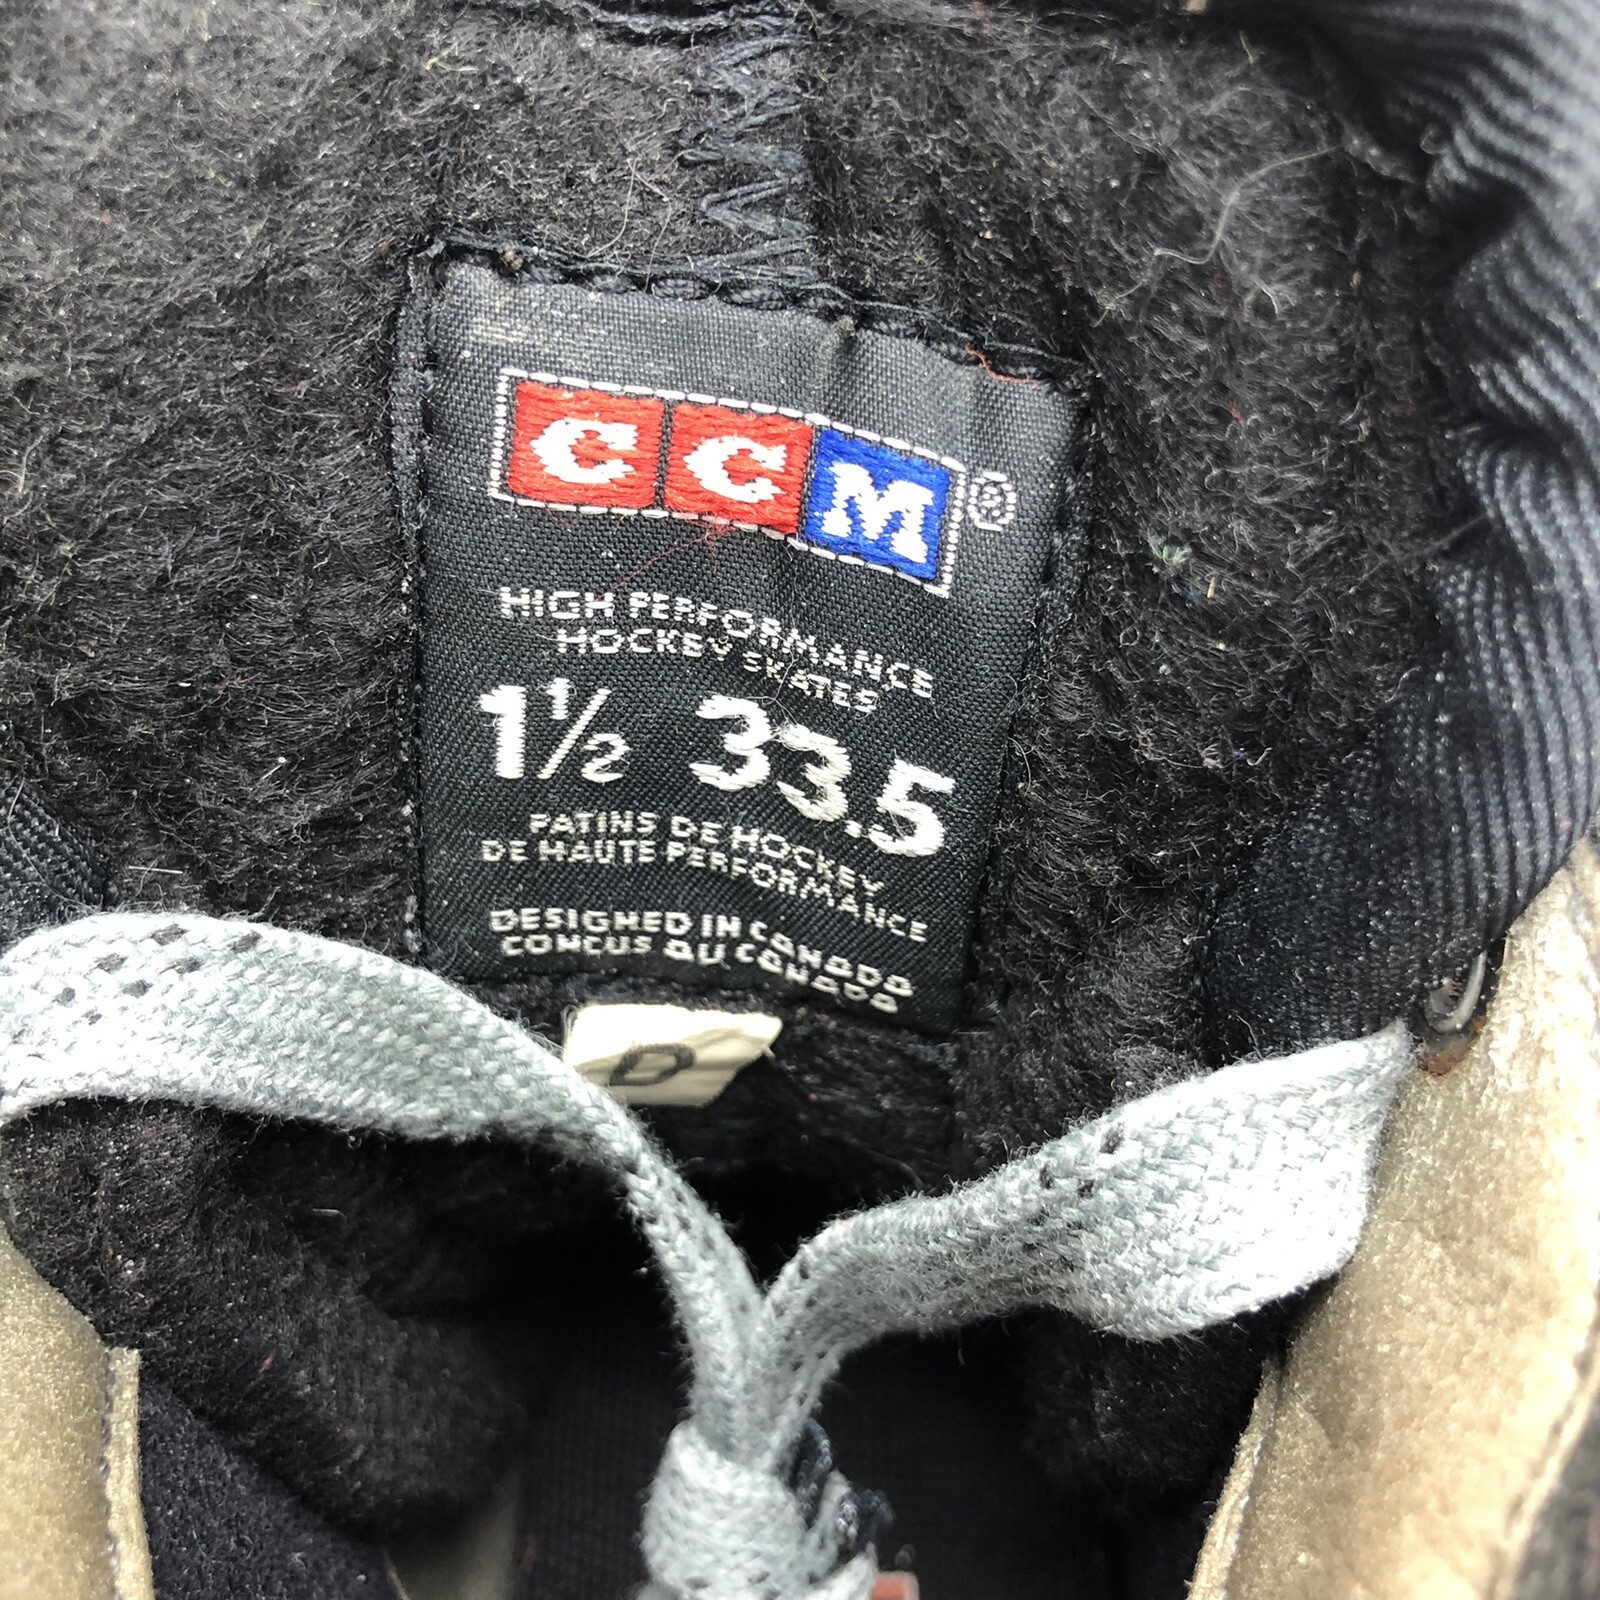 CCM®
HIGH PERFORMANCE
HOCKEY SKATES
1½ 33.5
PATINS DE HOCKEY
DE HAUTE PERFORMANCE
DESIGNED IN CANADA
CONCUS AU CANADA
D